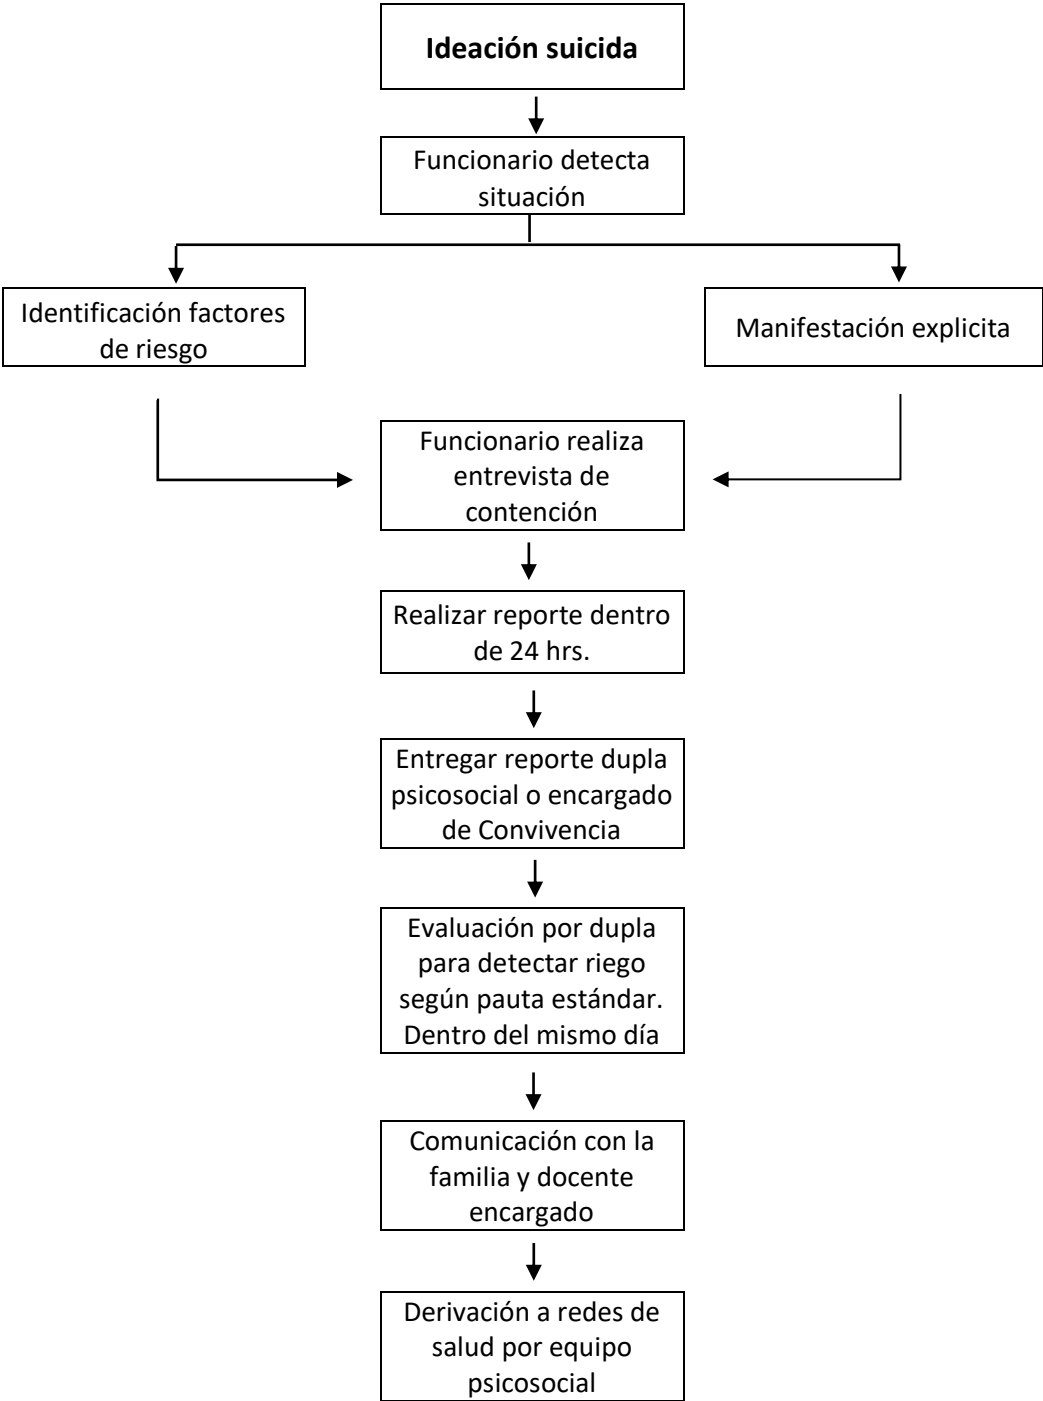 Ideación suicida
Funcionario detecta
situación
Identificación factores
de riesgo
Manifestación explicita
Funcionario realiza
entrevista de
contención
Realizar reporte dentro
de 24 hrs.
Entregar reporte dupla
psicosocial o encargado
de Convivencia
Evaluación por dupla
para detectar riego
según pauta estándar.
Dentro del mismo día
Comunicación con la
familia y docente
encargado
Derivación a redes de
salud por equipo
psicosocial